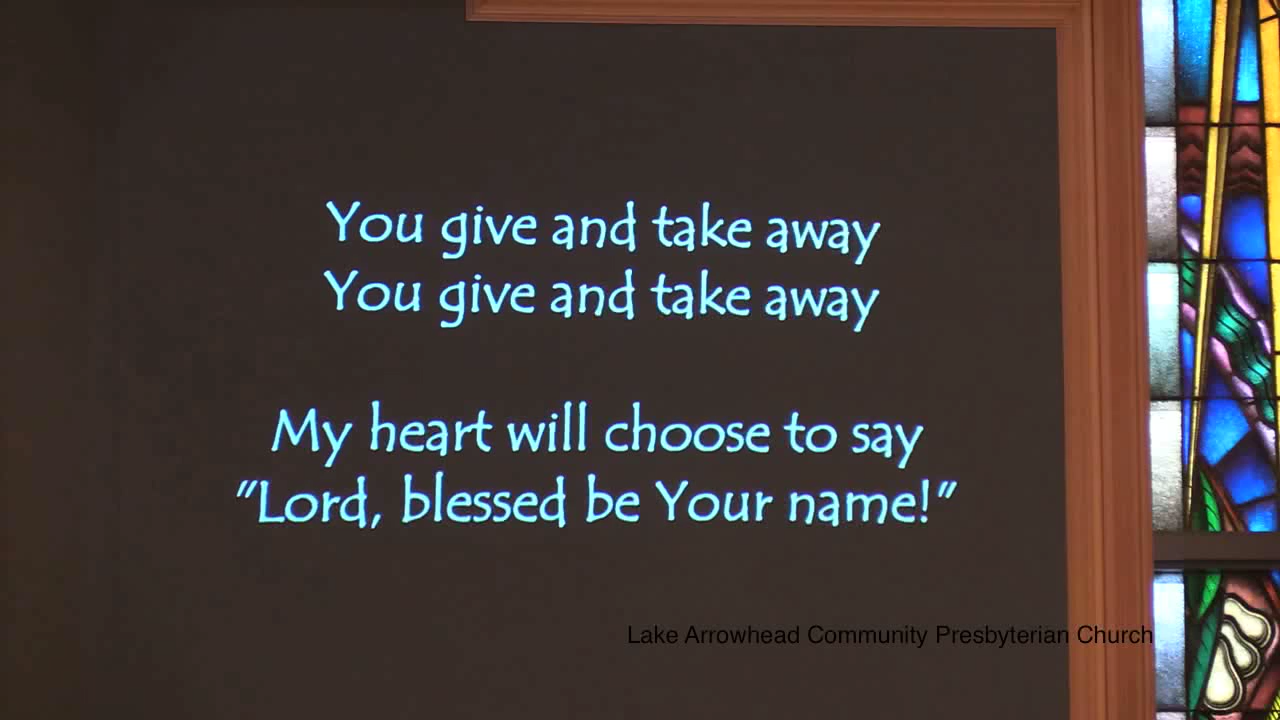 You give and take away
You give and take away
My heart will choose to say
"Lord, blessed be Your name!"
Lake Arrowhead Community Presbyterian Church